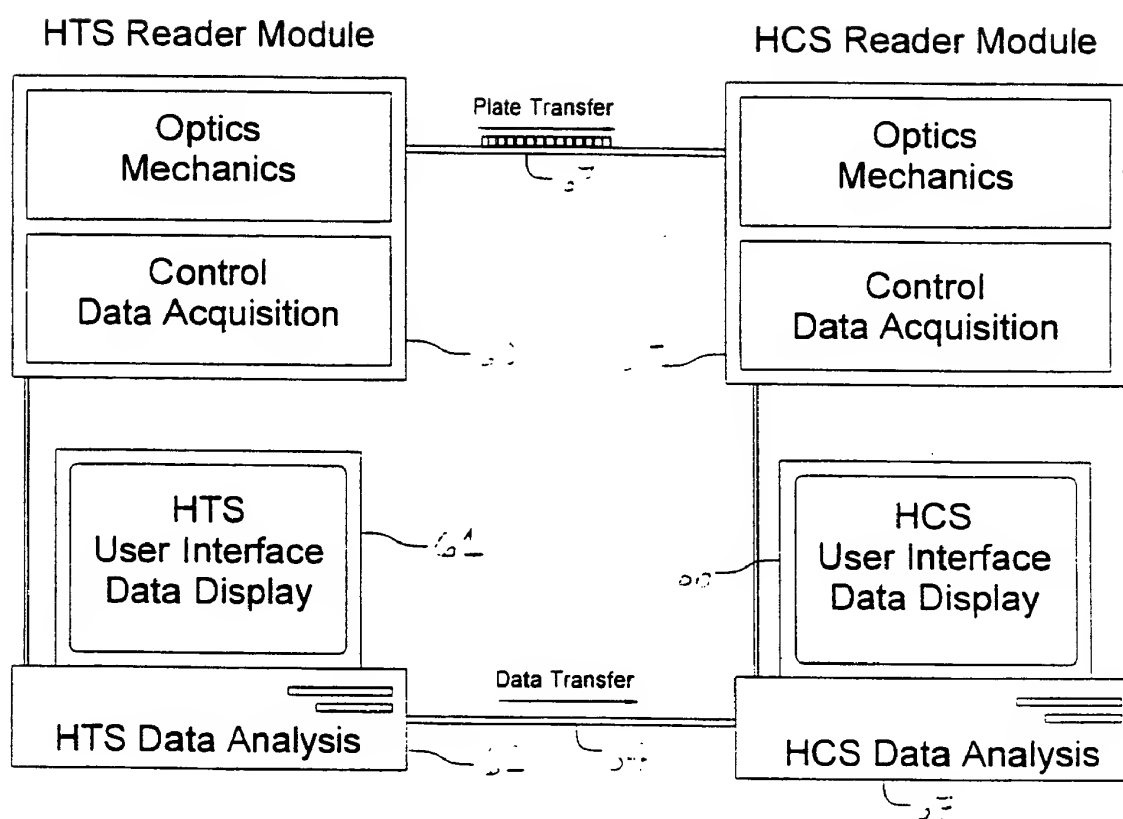 HTS Reader Module
HCS Reader Module
Optics
Mechanics
Plate Transfer
Optics
Mechanics
Control
Data Acquisition
Control
Data Acquisition
HTS
User Interface
Data Display
HCS
User Interface
Data Display
Data Transfer
HTS Data Analysis
HCS Data Analysis